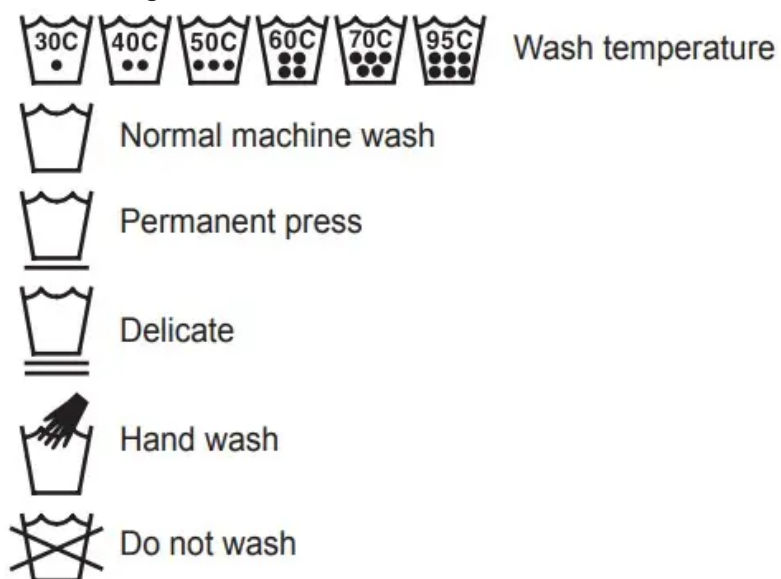 30C 40C 50C 60C 70C 95C Wash temperature
Normal machine wash
Permanent press
Delicate
Hand wash
Do not wash